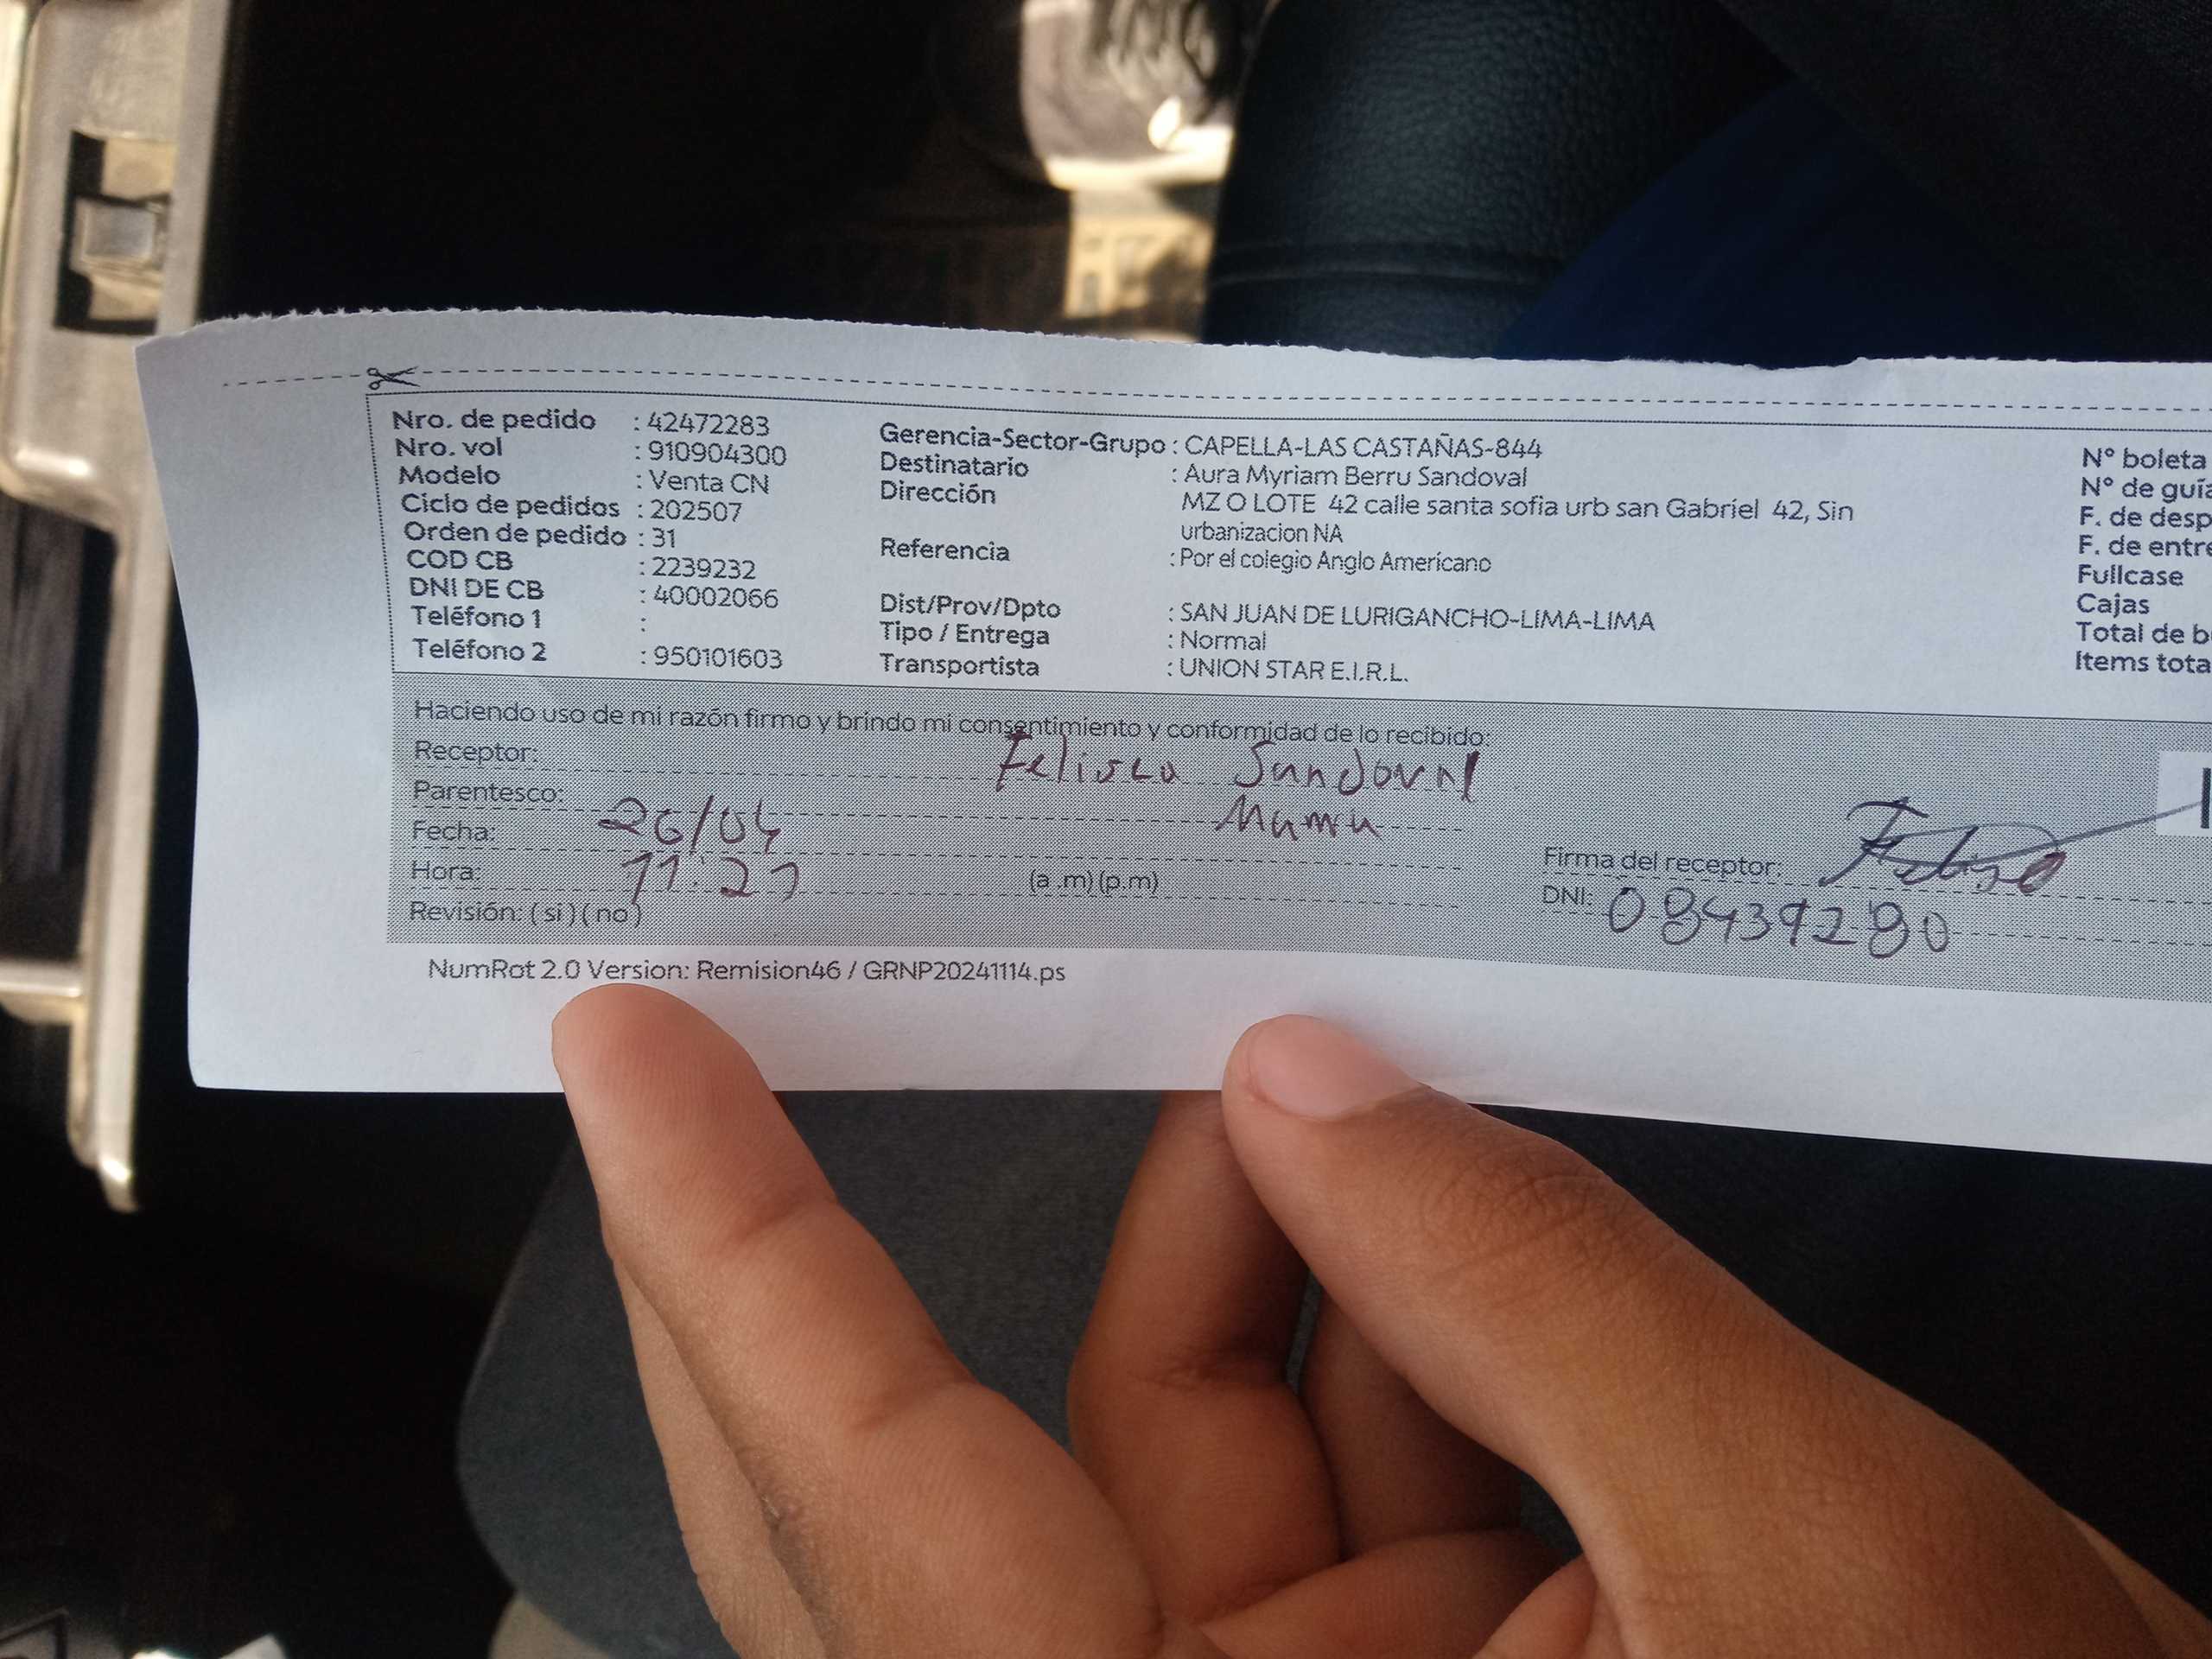 Nro. de pedido : 42472283
Nro. vol : 910904300
Modelo : Venta CN
Ciclo de pedidos : 202507
Orden de pedido : 31
COD CB : 2239232
DNI DE CB : 40002066
Teléfono 1 :
Teléfono 2 : 950101603
Gerencia-Sector-Grupo : CAPELLA-LAS CASTAÑAS-844
Destinatario : Aura Myriam Berru Sandoval
Dirección MZ O LOTE 42 calle santa sofia urb san Gabriel 42, Sin
urbanizacion NA
Referencia : Por el colegio Anglo Americano
Dist/Prov/Dpto : SAN JUAN DE LURIGANCHO-LIMA-LIMA
Tipo / Entrega : Normal
Transportista : UNION STAR E.I.R.L.
N° boleta
N° de guía
F. de desp
F. de entre
Fullcase
Cajas
Total de b
Items tota
Haciendo uso de mi razón firmo y brindo mi consentimiento y conformidad de lo recibido:
Receptor: Sandoval
Parentesco: Mama
Fecha: 26/04
Hora: 11:21 (a .m) (p.m)
Revisión: ( si ) ( no )
Firma del receptor:
DNI: 08439280
NumRot 2.0 Version: Remision46 / GRNP20241114.ps